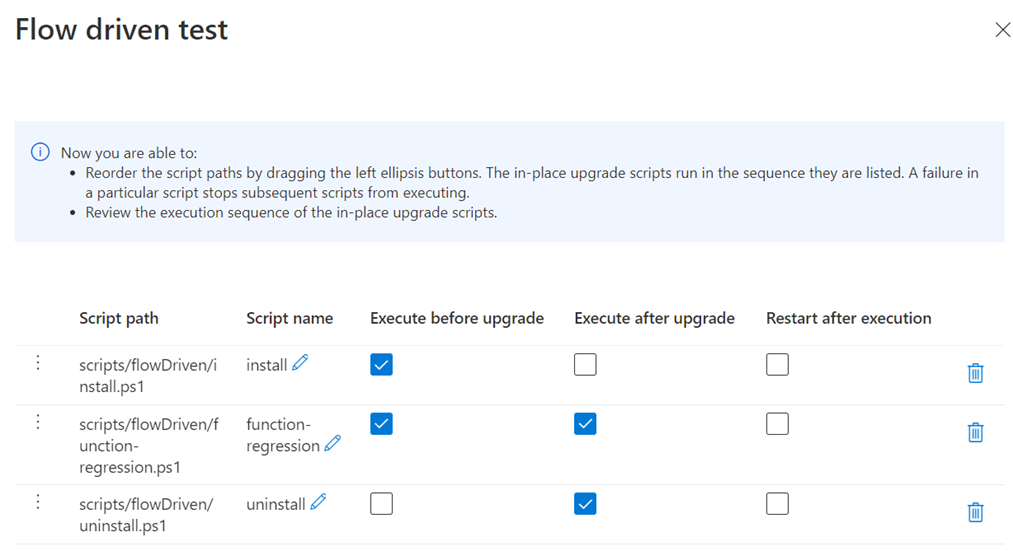 Flow driven test
Now you are able to:
• Reorder the script paths by dragging the left ellipsis buttons. The in-place upgrade scripts run in the sequence they are listed. A failure in
a particular script stops subsequent scripts from executing.
• Review the execution sequence of the in-place upgrade scripts.
Script path Script name Execute before upgrade Execute after upgrade Restart after execution
scripts/flowDriven/i install
nstall.ps1
scripts/flowDriven/f function-
unction- regression
regression.ps1
scripts/flowDriven/ uninstall
uninstall.ps1